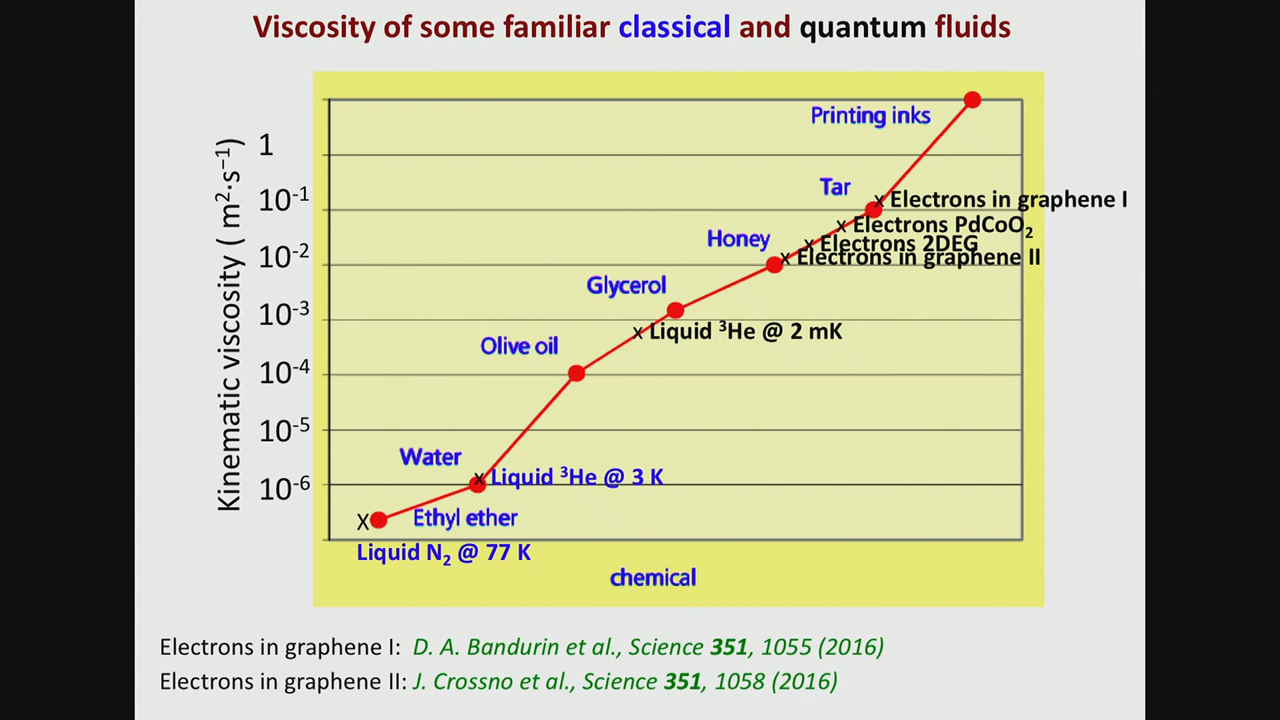 Viscosity of some familiar classical and quantum fluids
Kinematic viscosity ( m²·s⁻¹)
1
10⁻¹
10⁻²
10⁻³
10⁻⁴
10⁻⁵
10⁻⁶
Printing inks
Tar
Electrons in graphene I
Electrons PdCoO₂
Honey
Electrons 2DEG
Electrons in graphene II
Glycerol
Liquid ³He @ 2 mK
Olive oil
Water
Liquid ³He @ 3 K
X
Ethyl ether
Liquid N₂ @ 77 K
chemical
Electrons in graphene I: D. A. Bandurin et al., Science 351, 1055 (2016)
Electrons in graphene II: J. Crossno et al., Science 351, 1058 (2016)